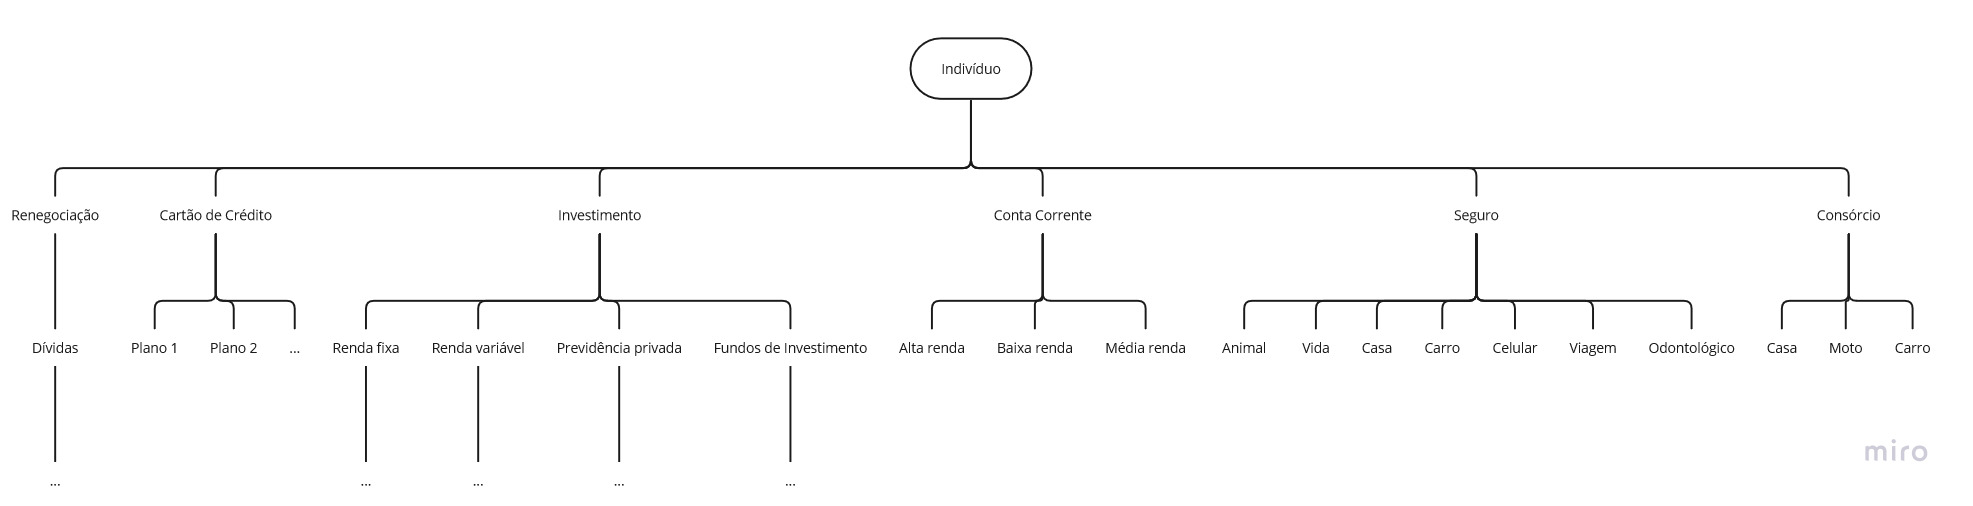 Indivíduo
Renegociação
Cartão de Crédito
Investimento
Conta Corrente
Seguro
Consórcio
Dívidas
Plano 1
Plano 2
...
Renda fixa
Renda variável
Previdência privada
Fundos de Investimento
Alta renda
Baixa renda
Média renda
Animal
Vida
Casa
Carro
Celular
Viagem
Odontológico
Casa
Moto
Carro
...
...
...
...
...
miro